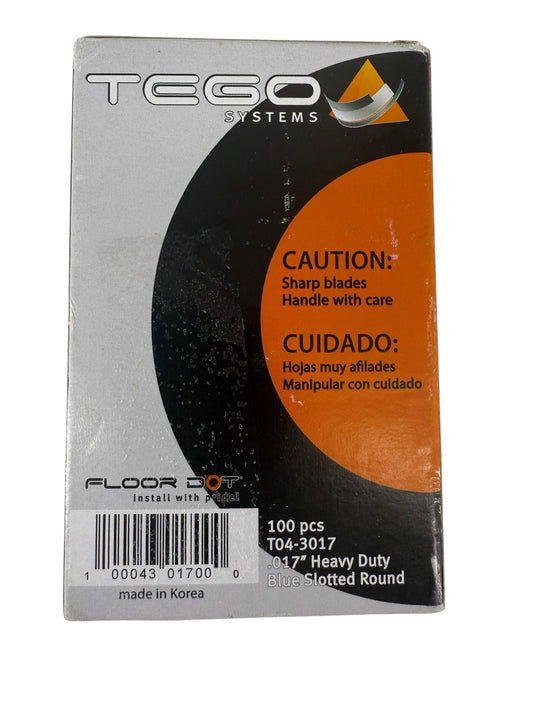 TEGO
SYSTEMS
CAUTION:
Sharp blades
Handle with care
CUIDADO:
Hojas muy afilades
Manipular con cuidado
FLOOR DOT
Install with pride!
1 00043 01700 0
made in Korea
100 pcs
T04-3017
.017” Heavy Duty
Blue Slotted Round